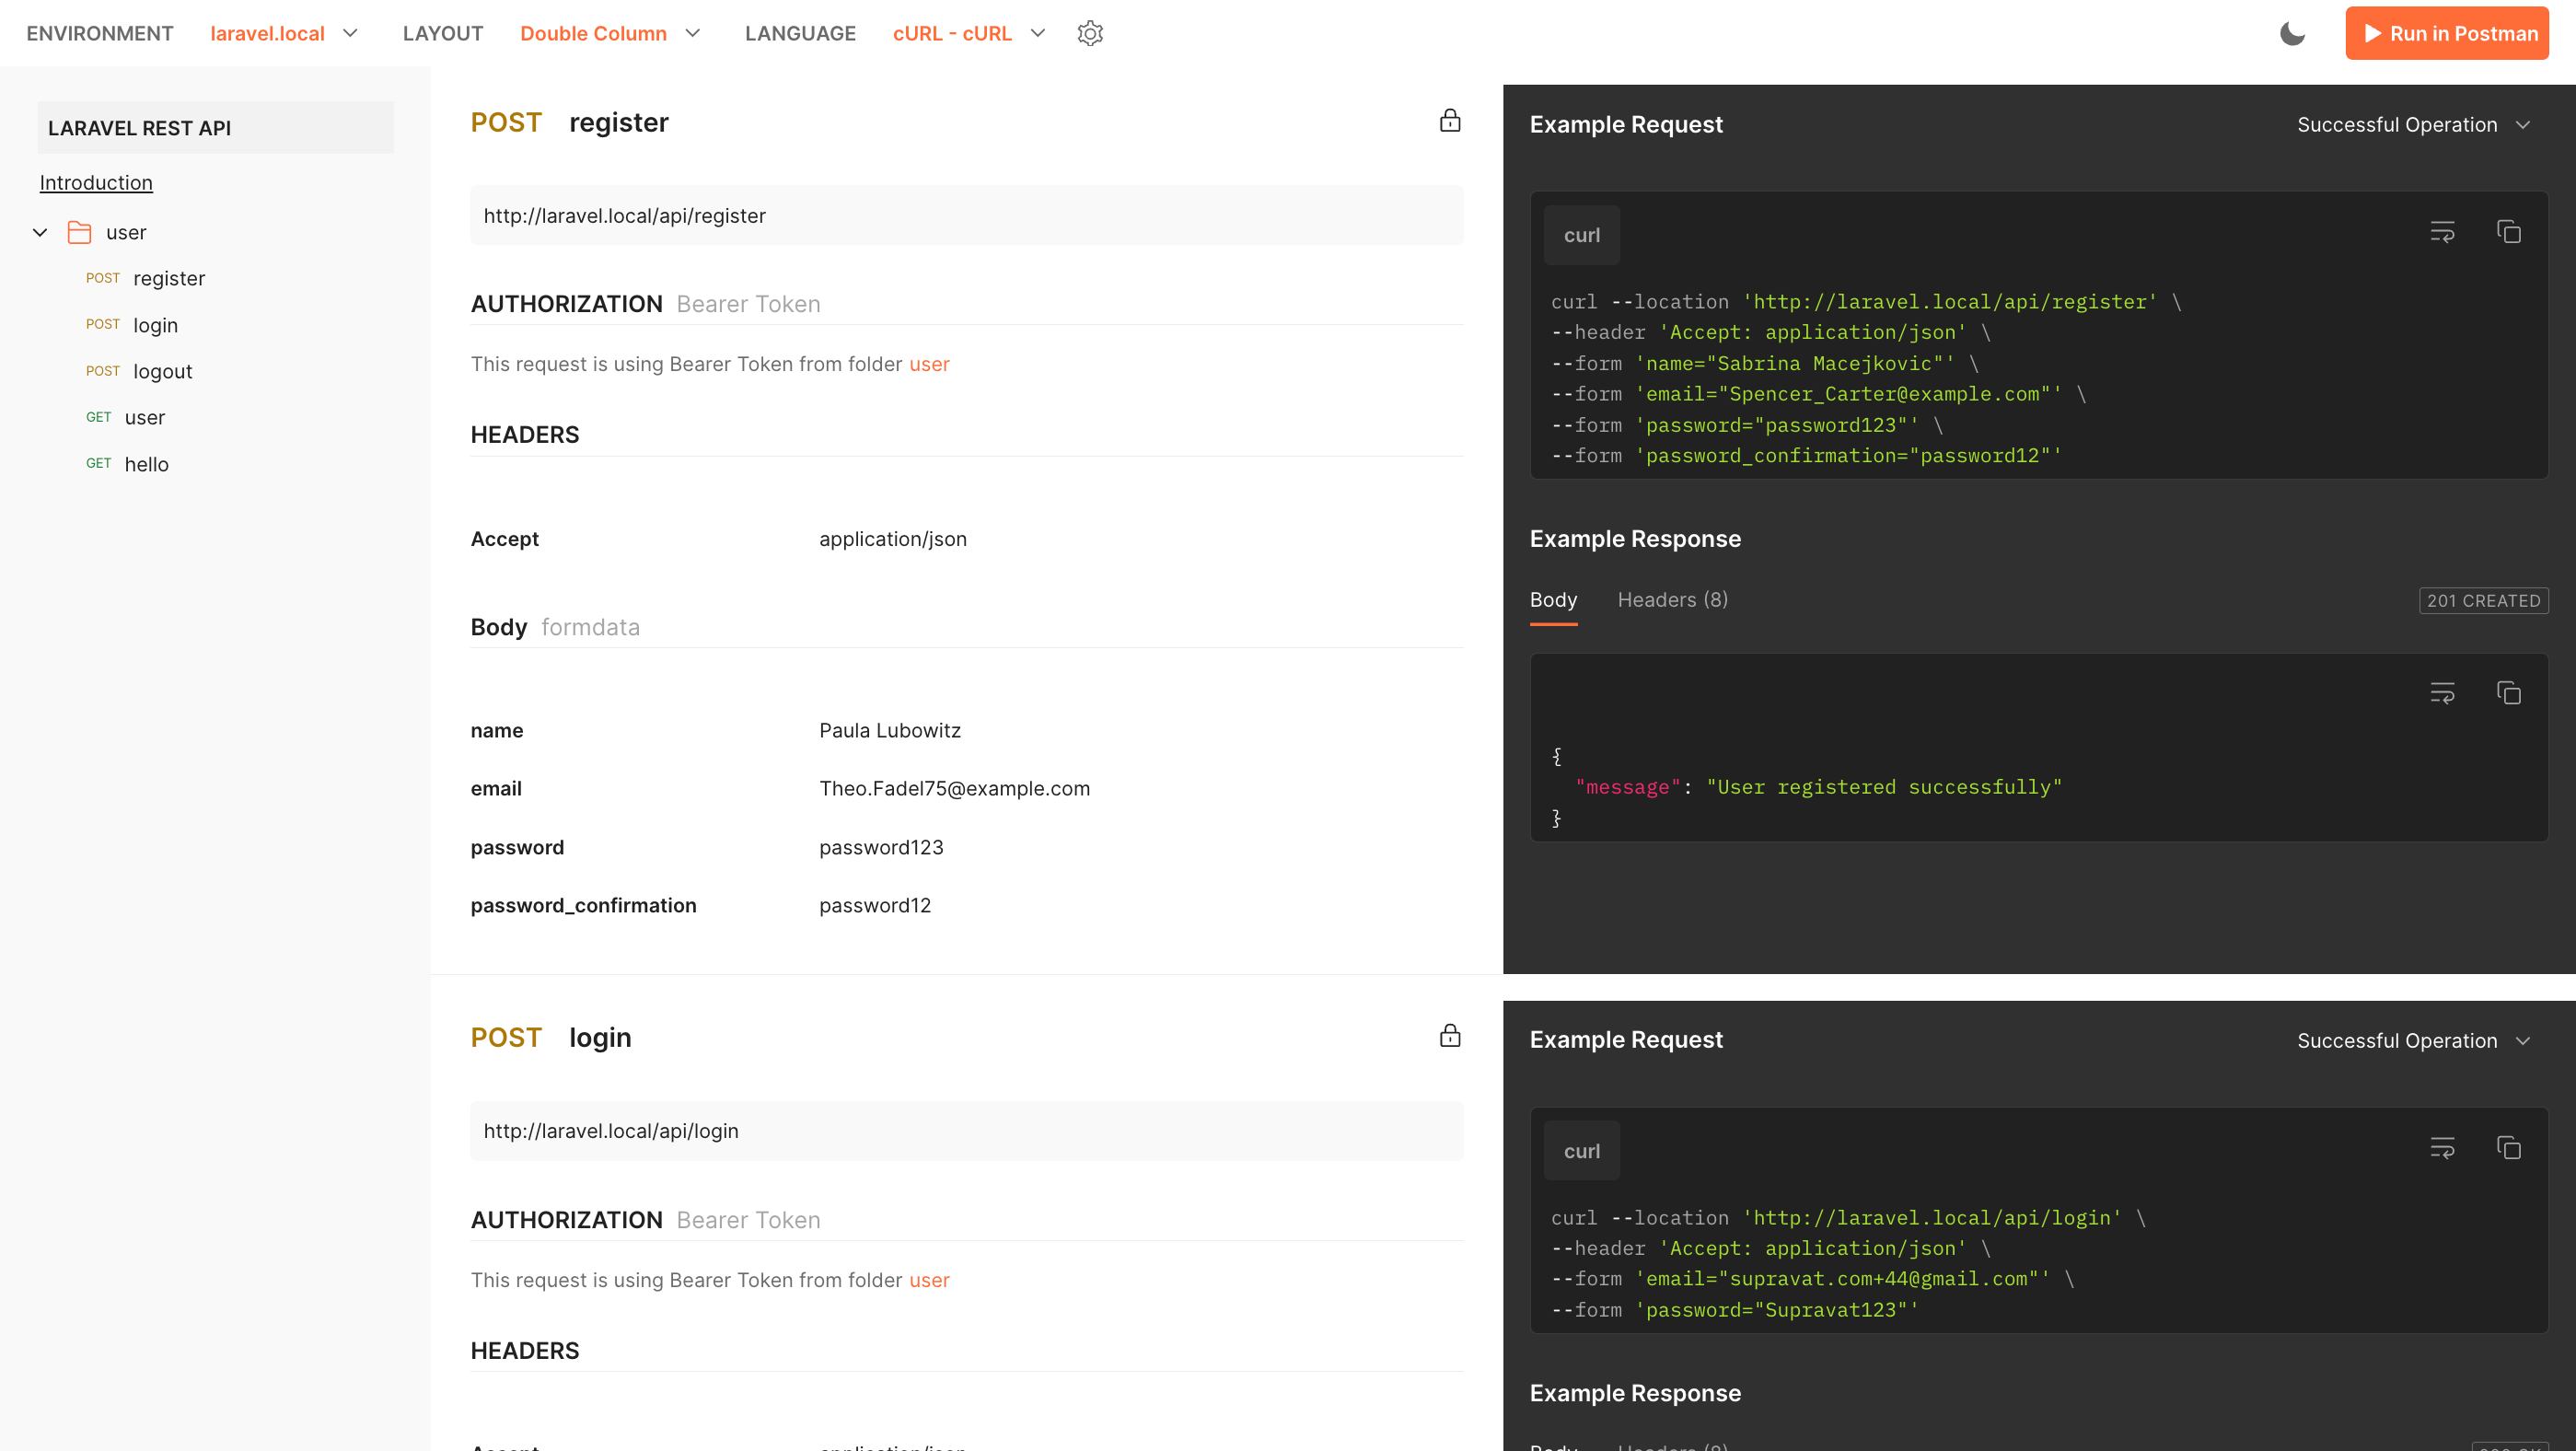 ENVIRONMENT laravel.local LAYOUT Double Column LANGUAGE cURL - cURL Run in Postman
LARAVEL REST API
Introduction
user
POST register
POST login
POST logout
GET user
GET hello
POST register
http://laravel.local/api/register
AUTHORIZATION Bearer Token
This request is using Bearer Token from folder user
HEADERS
Accept application/json
Body formdata
name Paula Lubowitz
email Theo.Fadel75@example.com
password password123
password_confirmation password12
Example Request Successful Operation
curl
curl --location 'http://laravel.local/api/register' \
--header 'Accept: application/json' \
--form 'name="Sabrina Macejkovic"' \
--form 'email="Spencer_Carter@example.com"' \
--form 'password="password123"' \
--form 'password_confirmation="password12"'
Example Response
Body Headers (8) 201 CREATED
{
"message": "User registered successfully"
}
POST login
http://laravel.local/api/login
AUTHORIZATION Bearer Token
This request is using Bearer Token from folder user
HEADERS
Accept application/json
Example Request Successful Operation
curl
curl --location 'http://laravel.local/api/login' \
--header 'Accept: application/json' \
--form 'email="supravat.com+44@gmail.com"' \
--form 'password="Supravat123"'
Example Response
Body Headers (8)